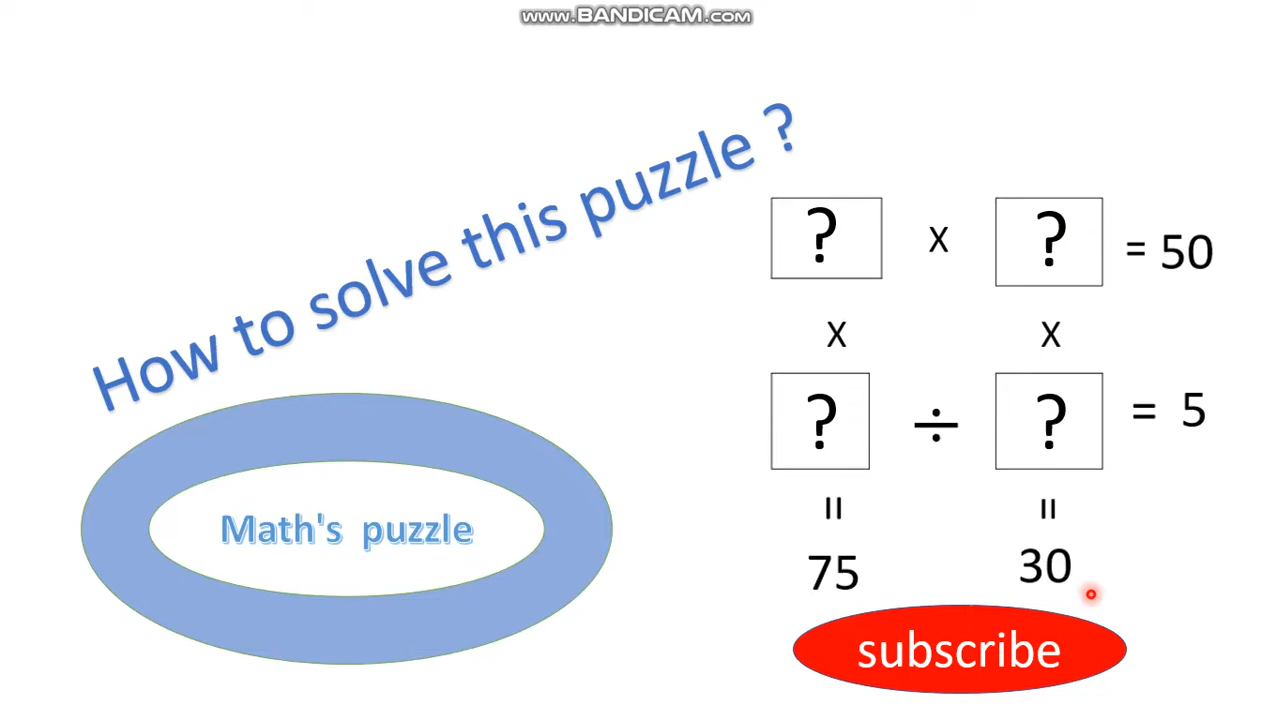 www.BANDICAM.com
How to solve this puzzle ?
? x ? = 50
x x
? ÷ ? = 5
= =
75 30
Math's puzzle
subscribe